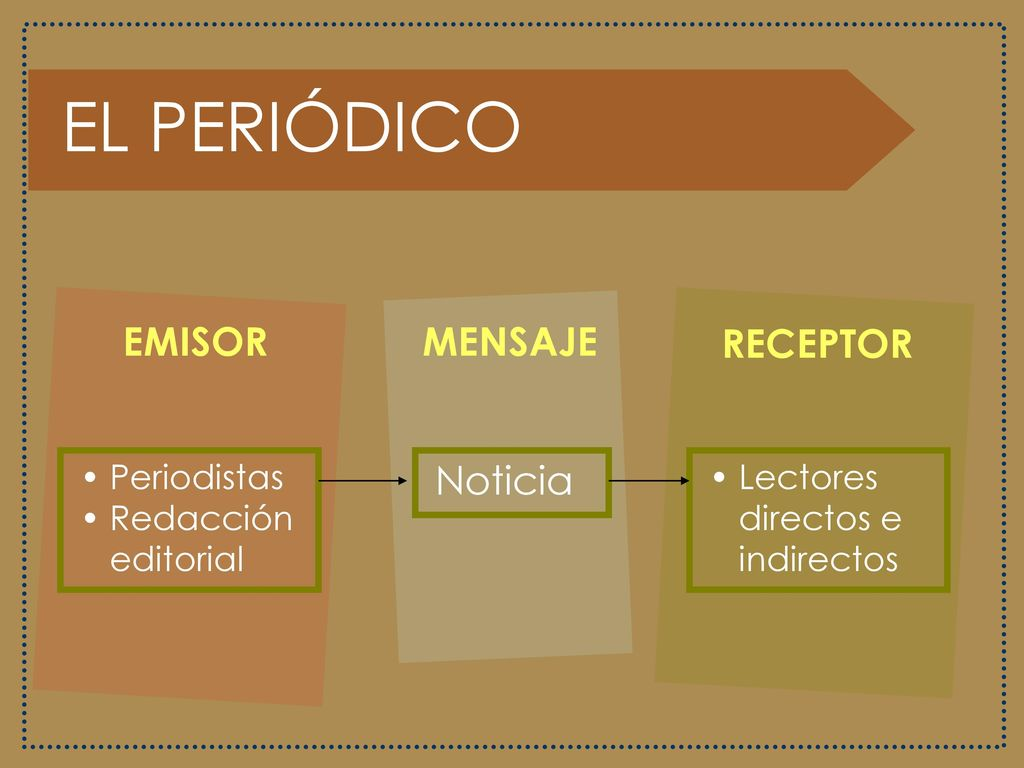 EL PERIÓDICO
EMISOR
• Periodistas
• Redacción
editorial
MENSAJE
Noticia
RECEPTOR
• Lectores
directos e
indirectos